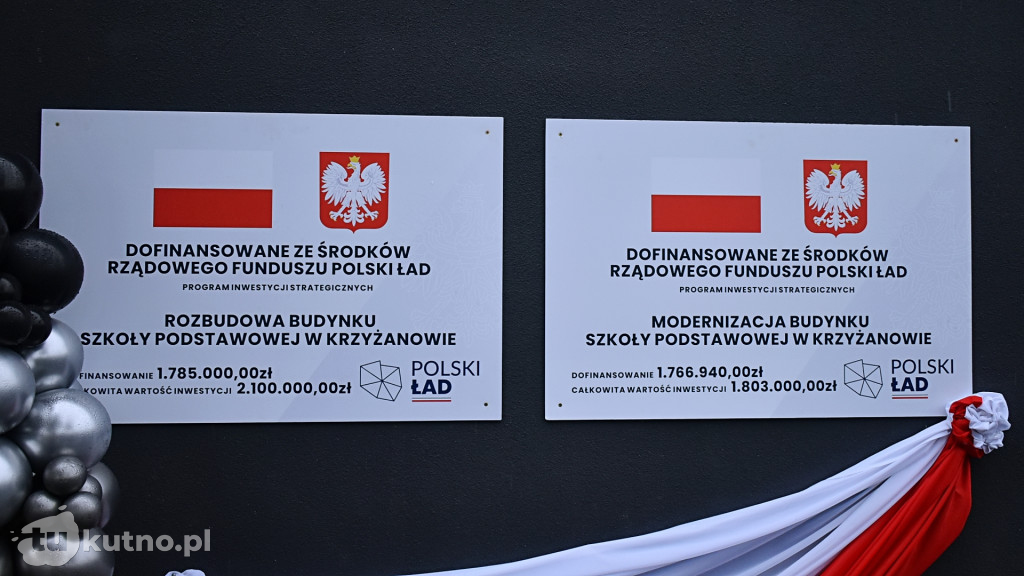 DOFINANSOWANE ZE ŚRODKÓW
RZĄDOWEGO FUNDUSZU POLSKI ŁAD
PROGRAM INWESTYCJI STRATEGICZNYCH
ROZBUDOWA BUDYNKU
SZKOŁY PODSTAWOWEJ W KRZYŻANOWIE
FINANSOWANIE 1.785.000,00zł
KOWITA WARTOŚĆ INWESTYCJI 2.100.000,00zł
POLSKI
ŁAD
DOFINANSOWANE ZE ŚRODKÓW
RZĄDOWEGO FUNDUSZU POLSKI ŁAD
PROGRAM INWESTYCJI STRATEGICZNYCH
MODERNIZACJA BUDYNKU
SZKOŁY PODSTAWOWEJ W KRZYŻANOWIE
DOFINANSOWANIE 1.766.940,00zł
CAŁKOWITA WARTOŚĆ INWESTYCJI 1.803.000,00zł
POLSKI
ŁAD
tukutno.pl